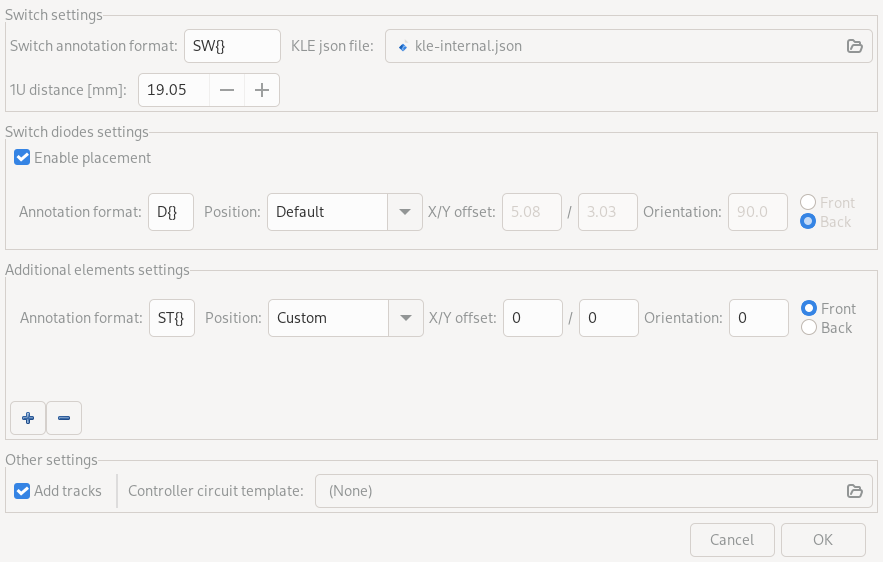 Switch settings
Switch annotation format: SW{} KLE json file: kle-internal.json
1U distance [mm]: 19.05
Switch diodes settings
Enable placement
Annotation format: D{} Position: Default X/Y offset: 5.08 / 3.03 Orientation: 90.0 Front
Back
Additional elements settings
Annotation format: ST{} Position: Custom X/Y offset: 0 / 0 Orientation: 0 Front
Back
Other settings
Add tracks Controller circuit template: (None)
Cancel OK